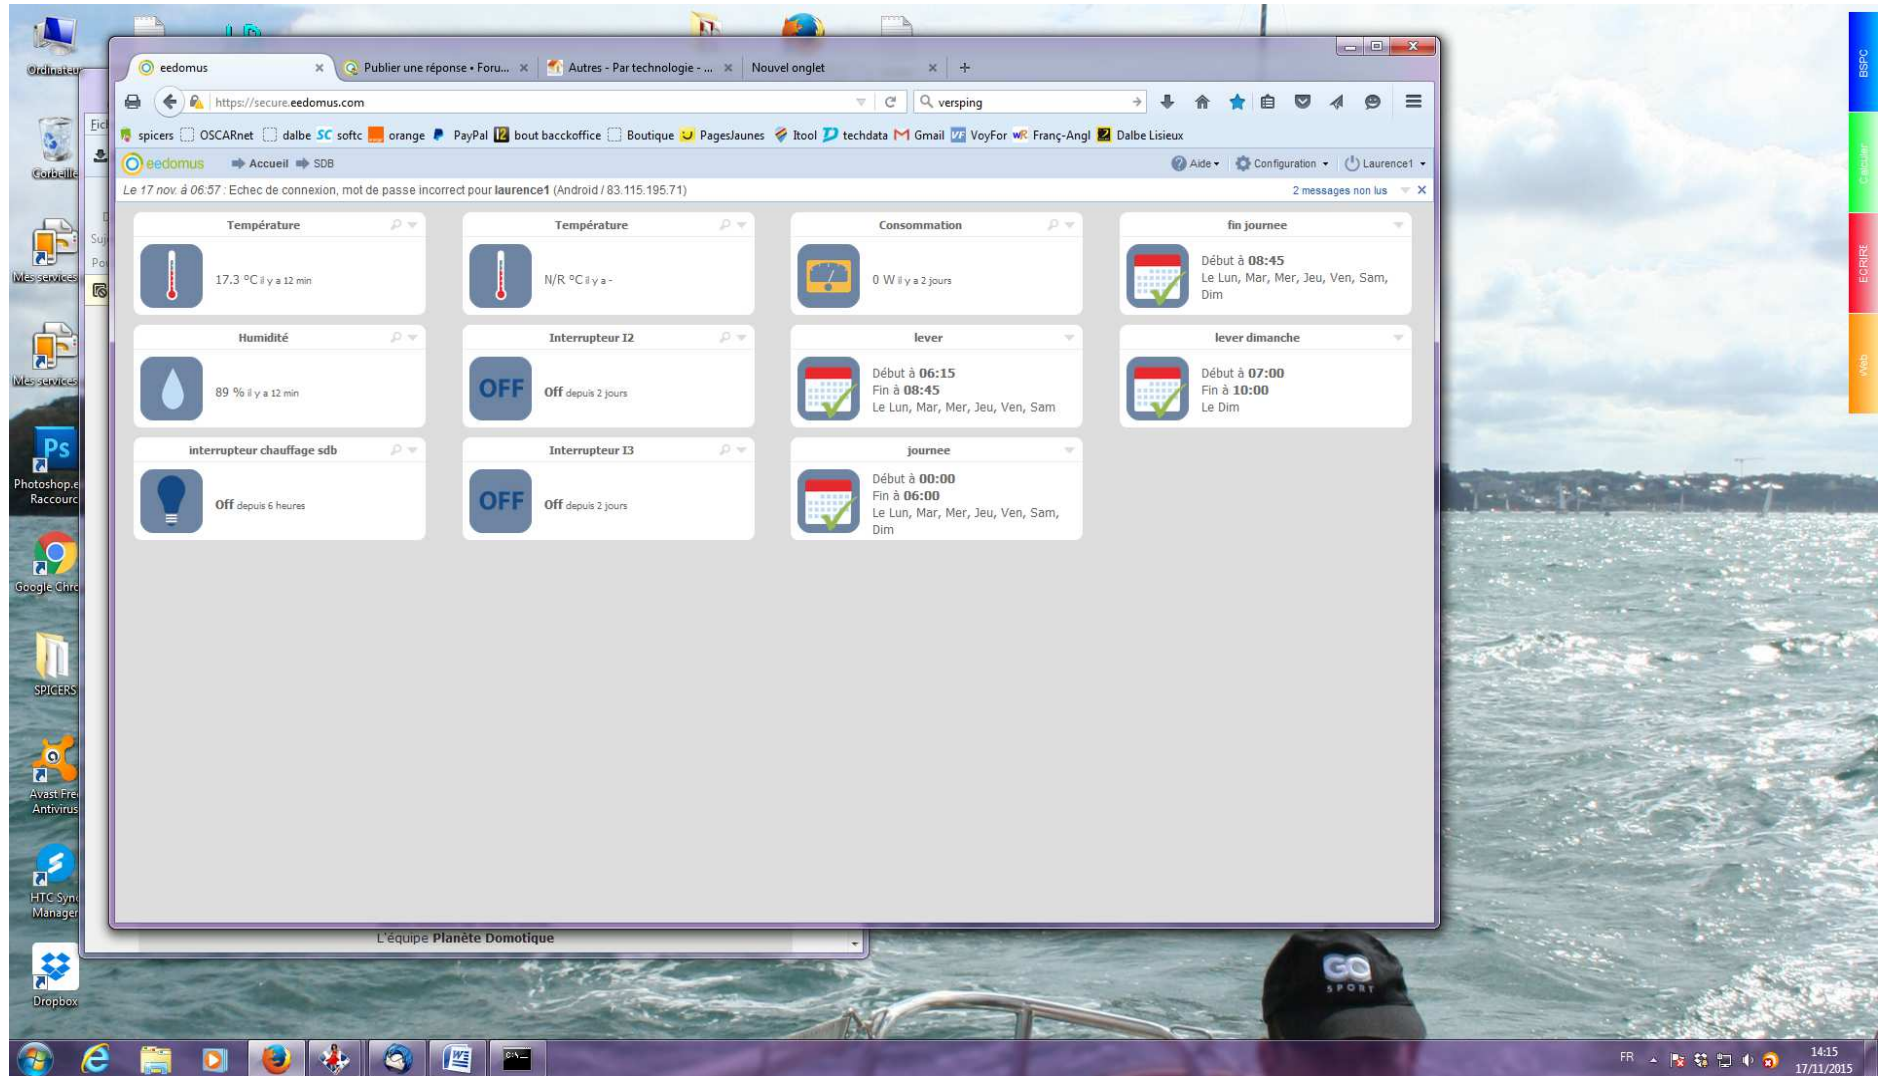 Ordinateur
Corbeille
Mes services
Mes services
Ps
Photoshop.e
Raccourc
Google Chro
SPICERS
Avast Fre
Antivirus
HTC Sync
Manager
Dropbox
eedomus
Publier une réponse • Foru...
Autres - Par technologie - ...
Nouvel onglet
https://secure.eedomus.com
versping
spicers OSCARnet dalbe SC softc orange PayPal 12 bout bacckoffice Boutique PagesJaunes Itool techdata Gmail VF VoyFor WR Franç-Angl Dalbe Lisieux
eedomus Accueil SDB
Aide Configuration Laurence1
Le 17 nov. à 06:57 : Echec de connexion, mot de passe incorrect pour laurence1 (Android / 83.115.195.71)
2 messages non lus
Température
17.3 °C il y a 12 min
Température
N/R °C il y a -
Consommation
0 W il y a 2 jours
fin journee
Début à 08:45
Le Lun, Mar, Mer, Jeu, Ven, Sam,
Dim
Humidité
89 % il y a 12 min
Interrupteur I2
OFF
Off depuis 2 jours
lever
Début à 06:15
Fin à 08:45
Le Lun, Mar, Mer, Jeu, Ven, Sam
lever dimanche
Début à 07:00
Fin à 10:00
Le Dim
interrupteur chauffage sdb
Off depuis 6 heures
Interrupteur I3
OFF
Off depuis 2 jours
journee
Début à 00:00
Fin à 06:00
Le Lun, Mar, Mer, Jeu, Ven, Sam,
Dim
L'équipe Planète Domotique
BSPC
Calculer
ECRIRE
Web
GO
SPORT
FR
14:15
17/11/2015